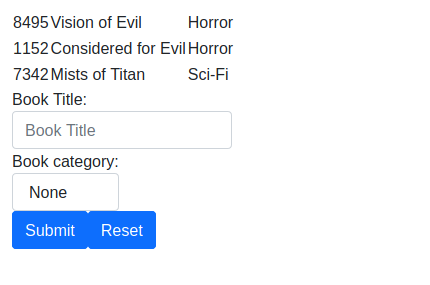 8495 Vision of Evil Horror
1152 Considered for Evil Horror
7342 Mists of Titan Sci-Fi
Book Title:
Book Title
Book category:
None
Submit Reset